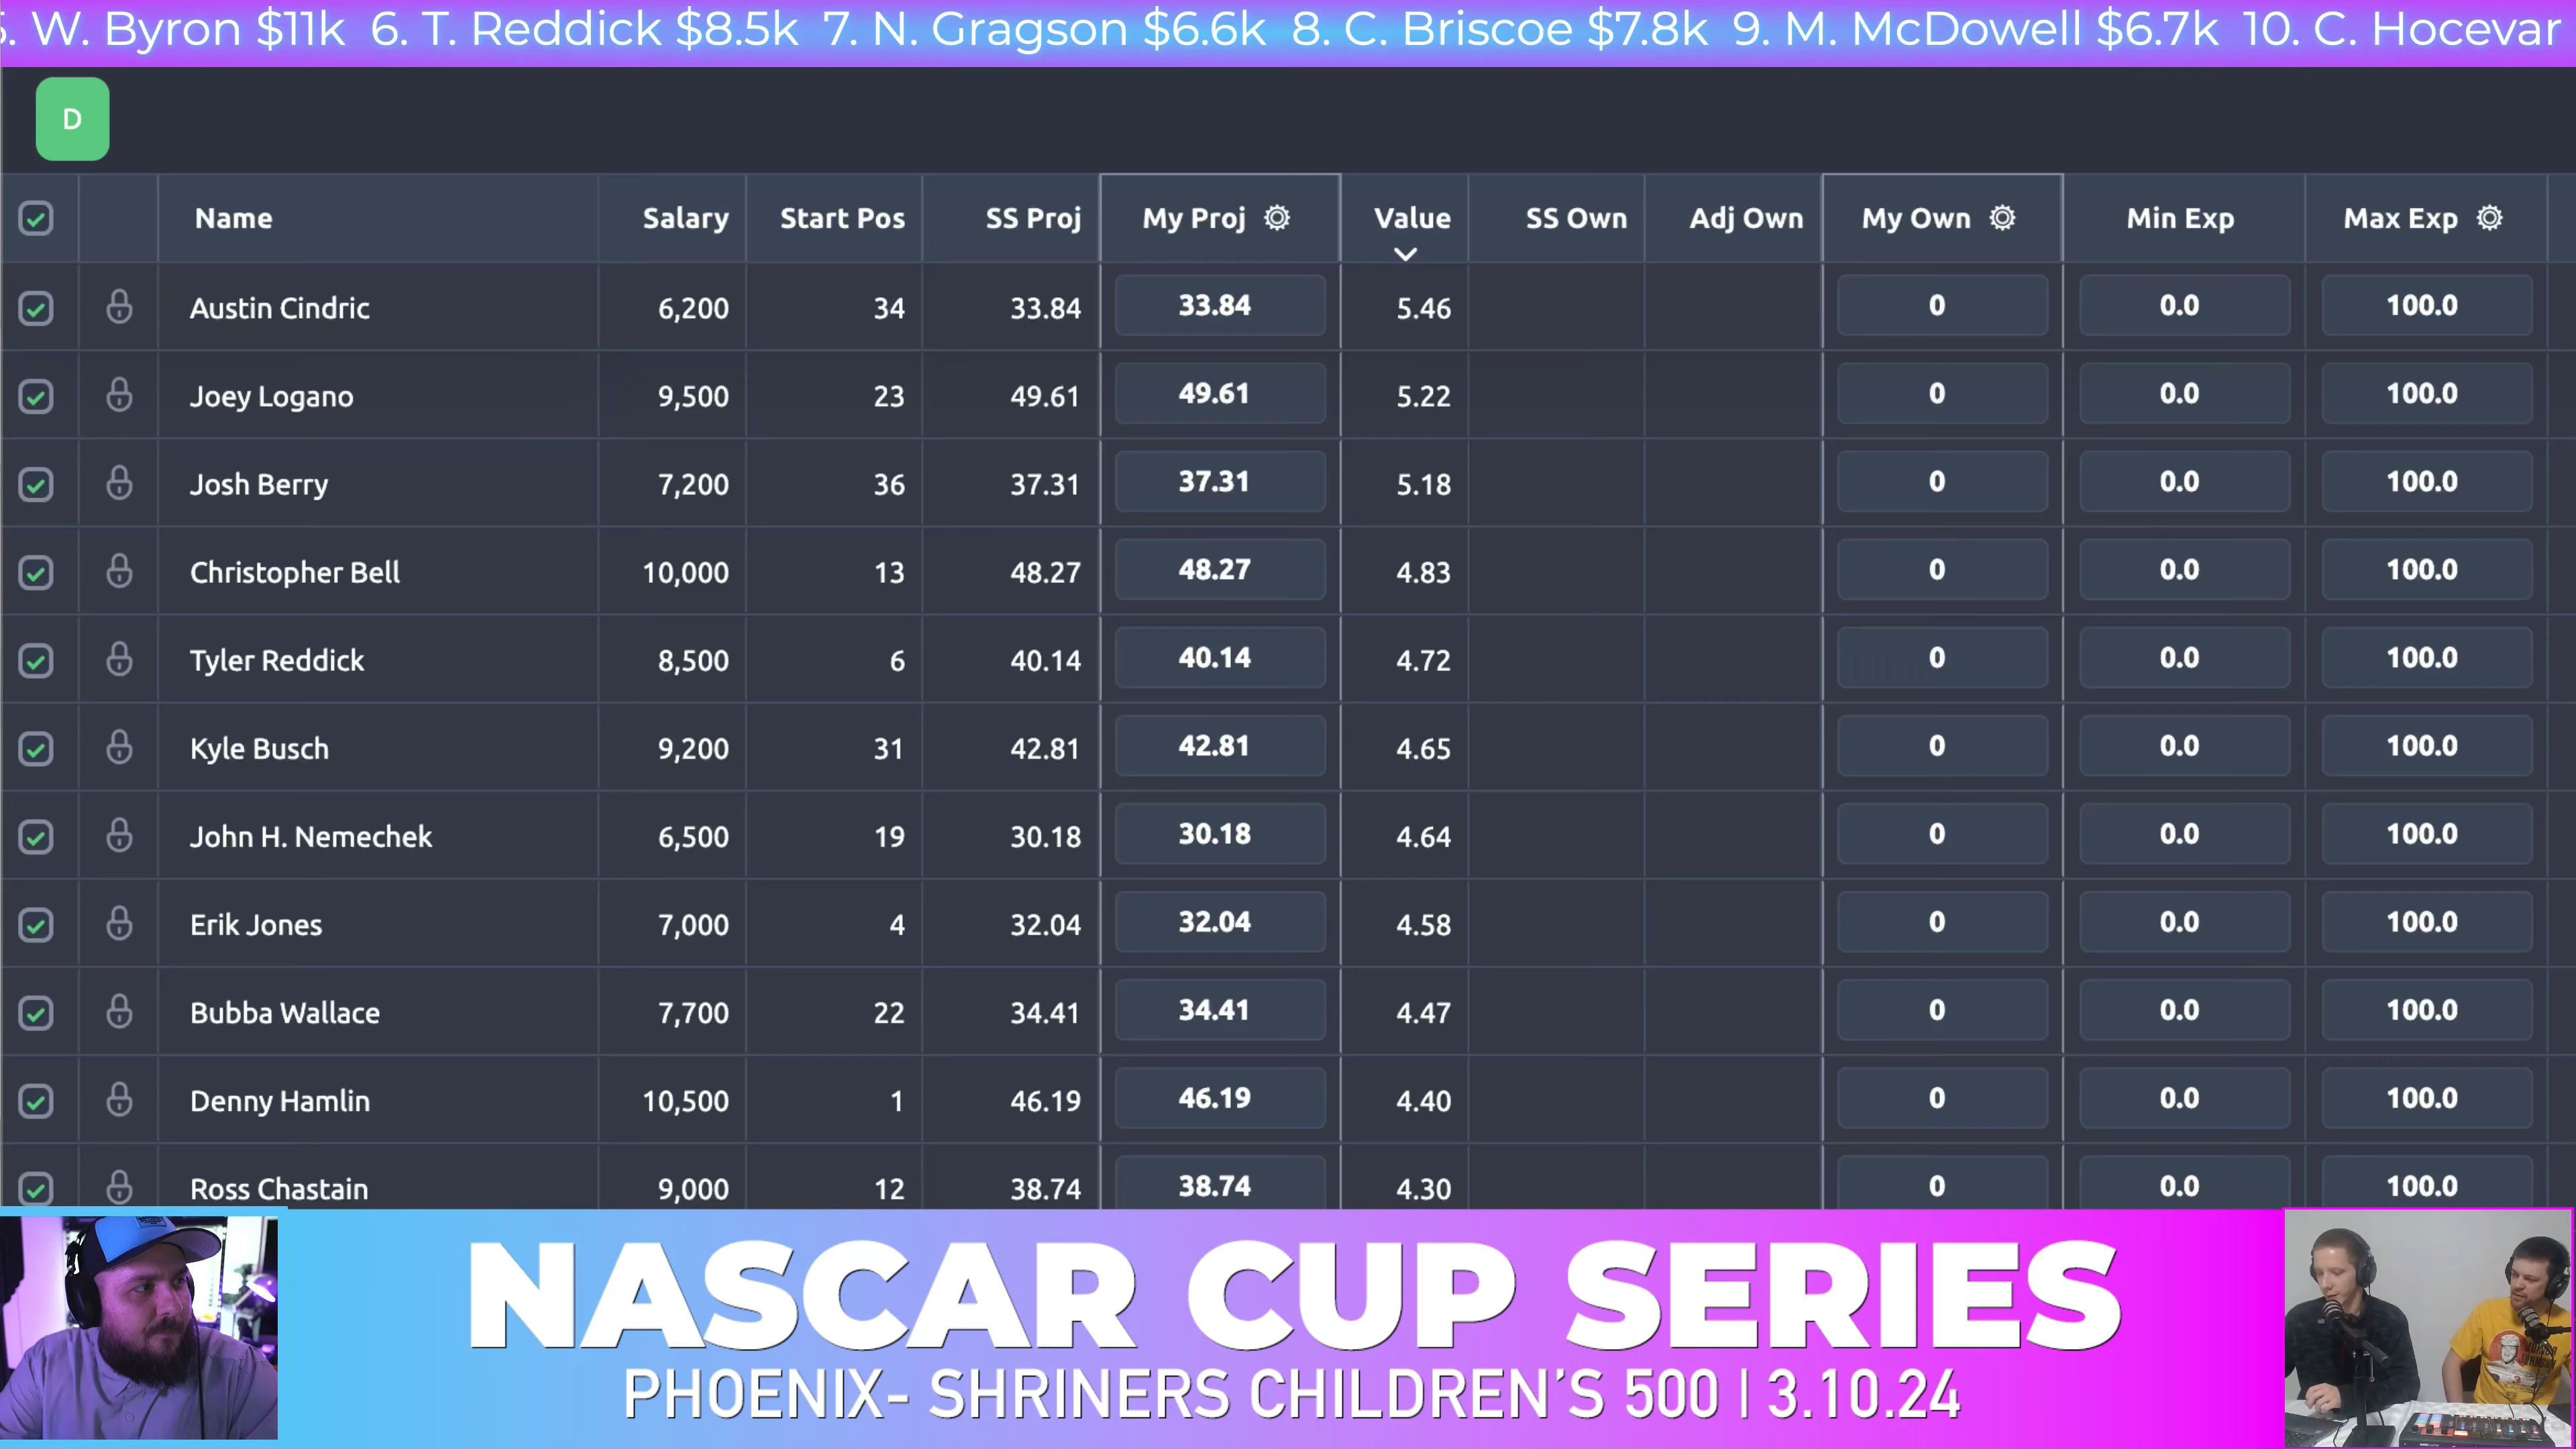 W. Byron $11k 6. T. Reddick $8.5k 7. N. Gragson $6.6k 8. C. Briscoe $7.8k 9. M. McDowell $6.7k 10. C. Hocevar
D
Name Salary Start Pos SS Proj My Proj Value SS Own Adj Own My Own Min Exp Max Exp
Austin Cindric 6,200 34 33.84 33.84 5.46 0 0.0 100.0
Joey Logano 9,500 23 49.61 49.61 5.22 0 0.0 100.0
Josh Berry 7,200 36 37.31 37.31 5.18 0 0.0 100.0
Christopher Bell 10,000 13 48.27 48.27 4.83 0 0.0 100.0
Tyler Reddick 8,500 6 40.14 40.14 4.72 0 0.0 100.0
Kyle Busch 9,200 31 42.81 42.81 4.65 0 0.0 100.0
John H. Nemechek 6,500 19 30.18 30.18 4.64 0 0.0 100.0
Erik Jones 7,000 4 32.04 32.04 4.58 0 0.0 100.0
Bubba Wallace 7,700 22 34.41 34.41 4.47 0 0.0 100.0
Denny Hamlin 10,500 1 46.19 46.19 4.40 0 0.0 100.0
Ross Chastain 9,000 12 38.74 38.74 4.30 0 0.0 100.0
NASCAR CUP SERIES
PHOENIX- SHRINERS CHILDREN'S 500 | 3.10.24